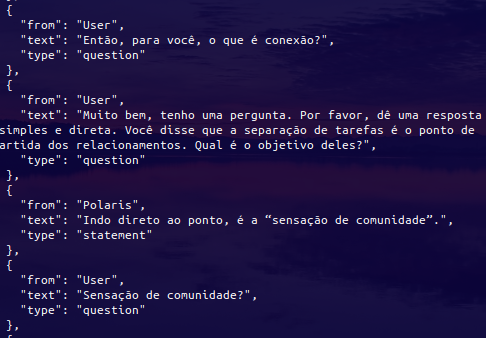 {
"from": "User",
"text": "Então, para você, o que é conexão?",
"type": "question"
},
{
"from": "User",
"text": "Muito bem, tenho uma pergunta. Por favor, dê uma resposta
simples e direta. Você disse que a separação de tarefas é o ponto de
artida dos relacionamentos. Qual é o objetivo deles?",
"type": "question"
},
{
"from": "Polaris",
"text": "Indo direto ao ponto, é a “sensação de comunidade”.",
"type": "statement"
},
{
"from": "User",
"text": "Sensação de comunidade?",
"type": "question"
},